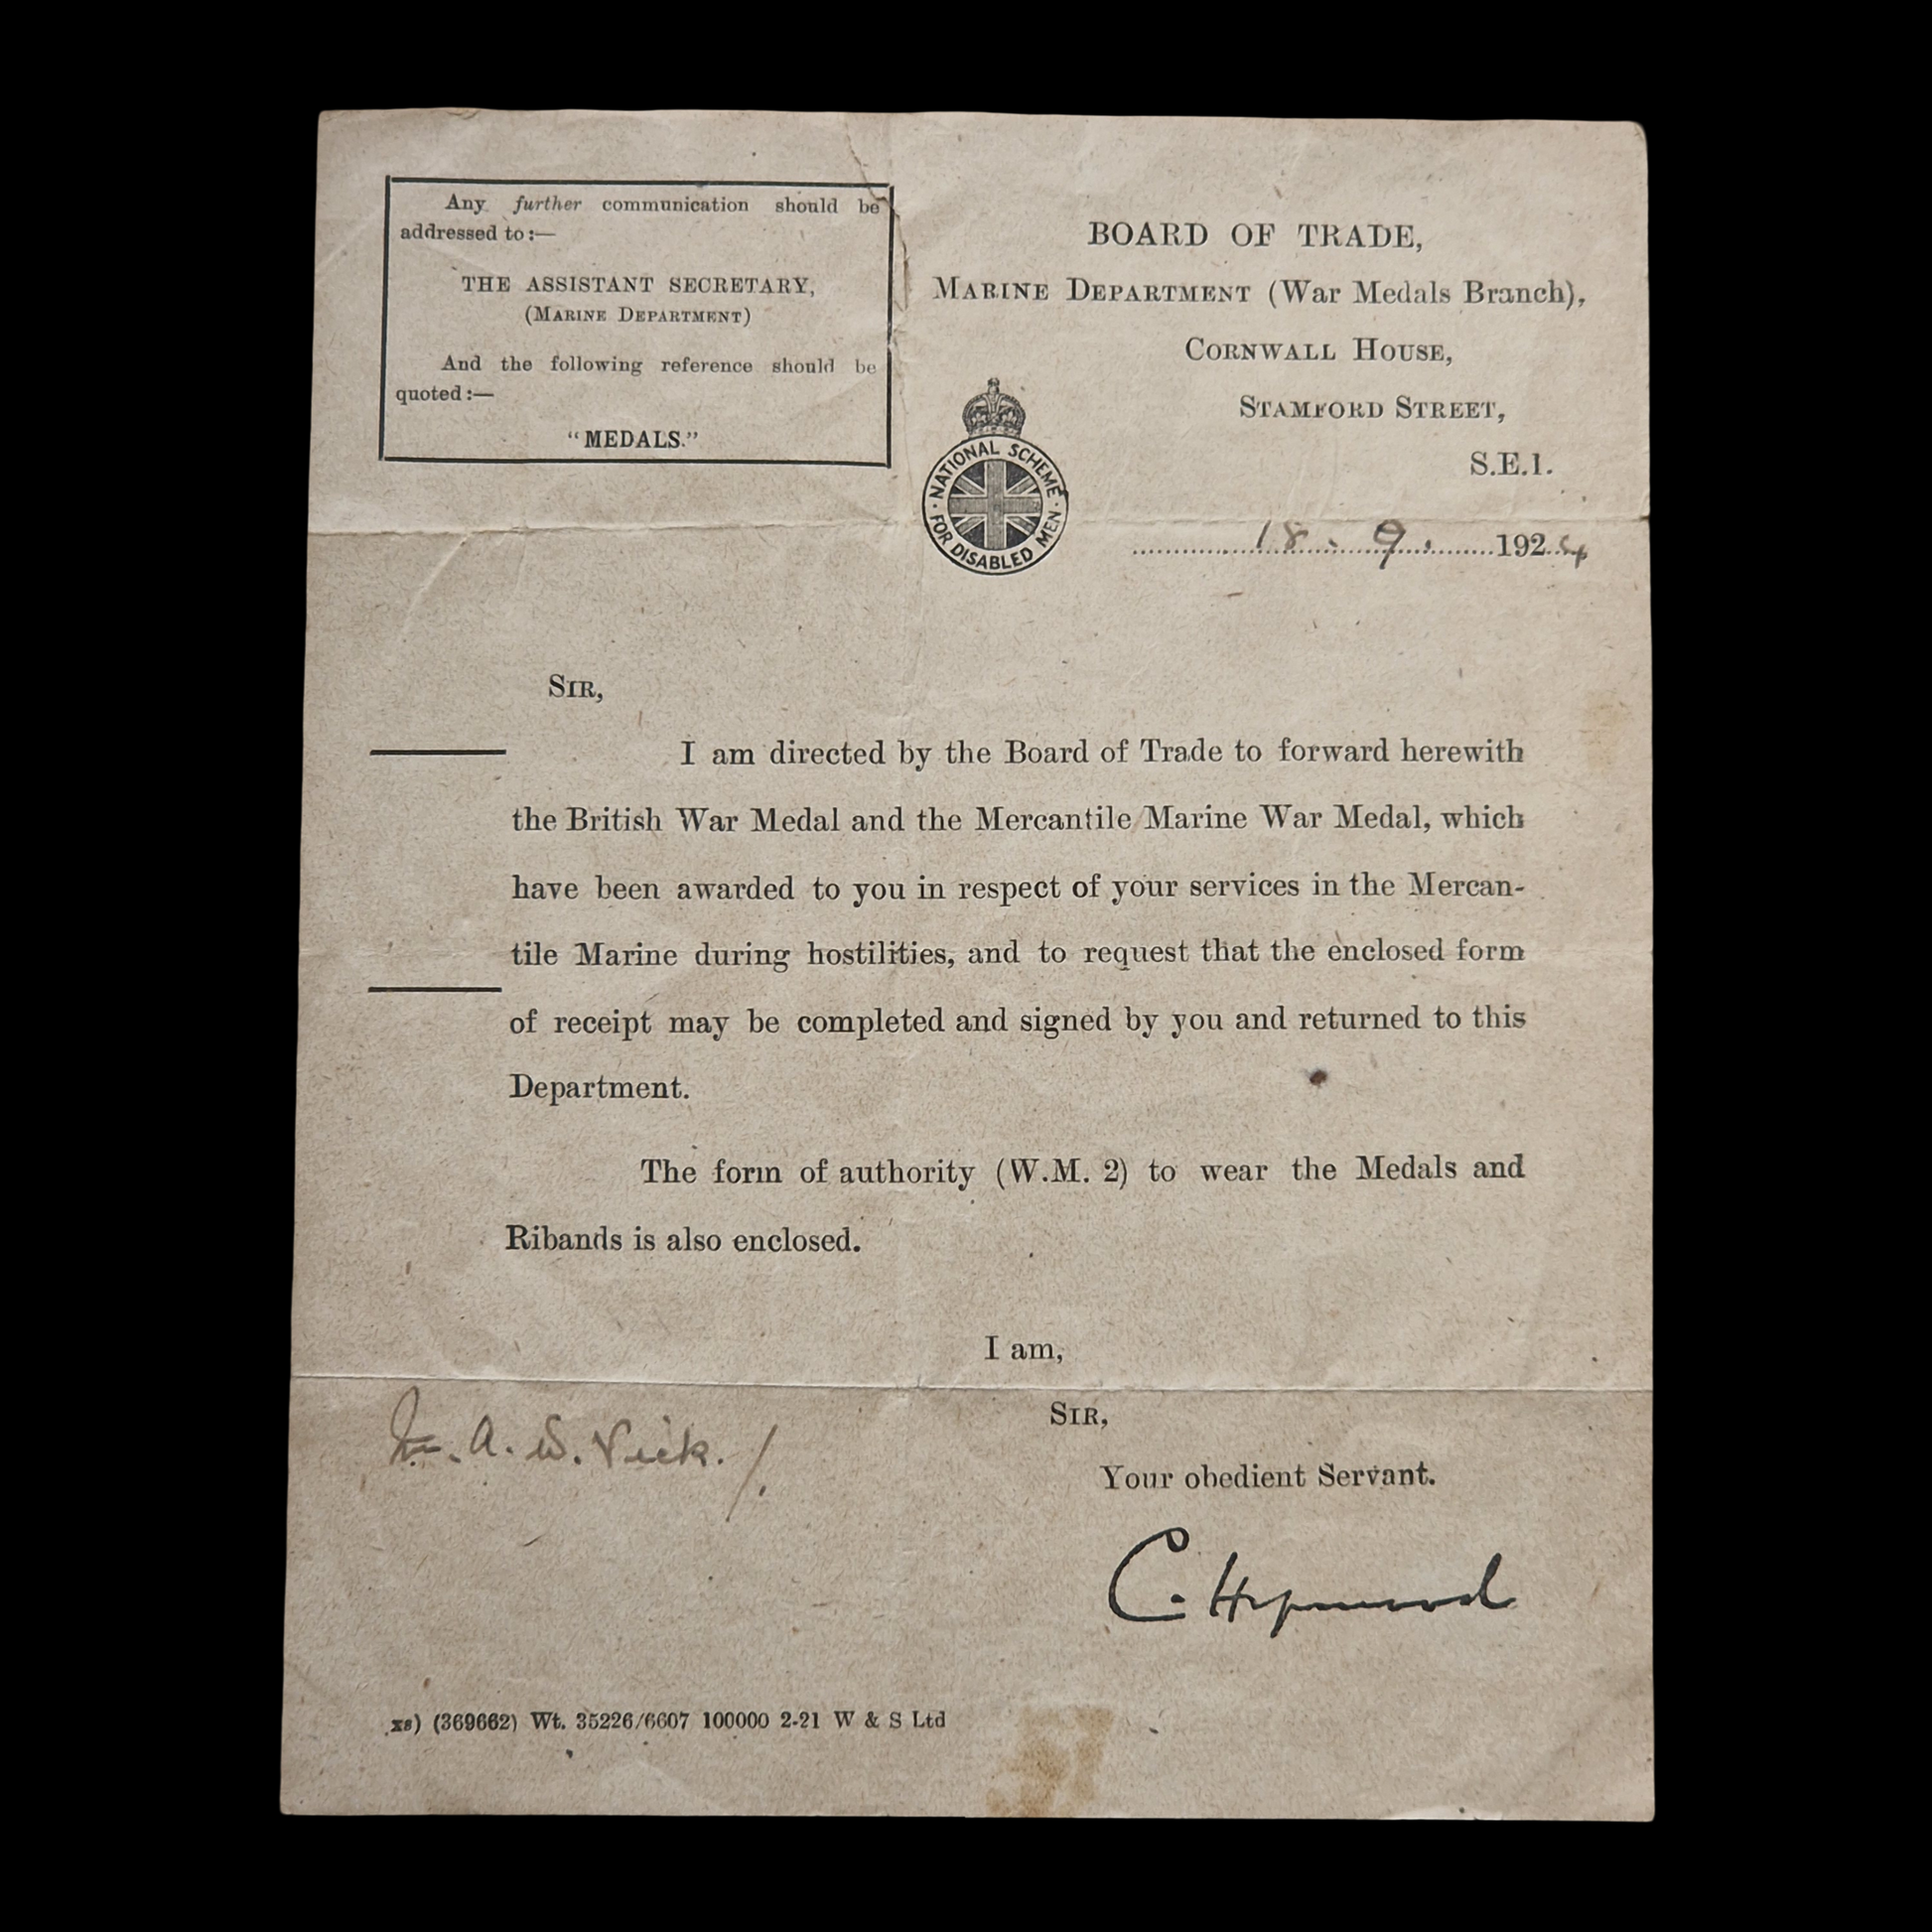 Any further communication should be
addressed to :—
THE ASSISTANT SECRETARY,
(MARINE DEPARTMENT)
And the following reference should be
quoted :—
"MEDALS."
BOARD OF TRADE,
MARINE DEPARTMENT (War Medals Branch),
CORNWALL HOUSE,
STAMFORD STREET,
S.E.1.
NATIONAL SCHEME
FOR DISABLED MEN
18. 9. 1924
SIR,
I am directed by the Board of Trade to forward herewith
the British War Medal and the Mercantile Marine War Medal, which
have been awarded to you in respect of your services in the Mercan-
tile Marine during hostilities, and to request that the enclosed form
of receipt may be completed and signed by you and returned to this
Department.
The form of authority (W.M. 2) to wear the Medals and
Ribands is also enclosed.
I am,
SIR,
Your obedient Servant.
Mr. A. W. Vick.
C.
xs) (369662) Wt. 35226/6607 100000 2-21 W & S Ltd